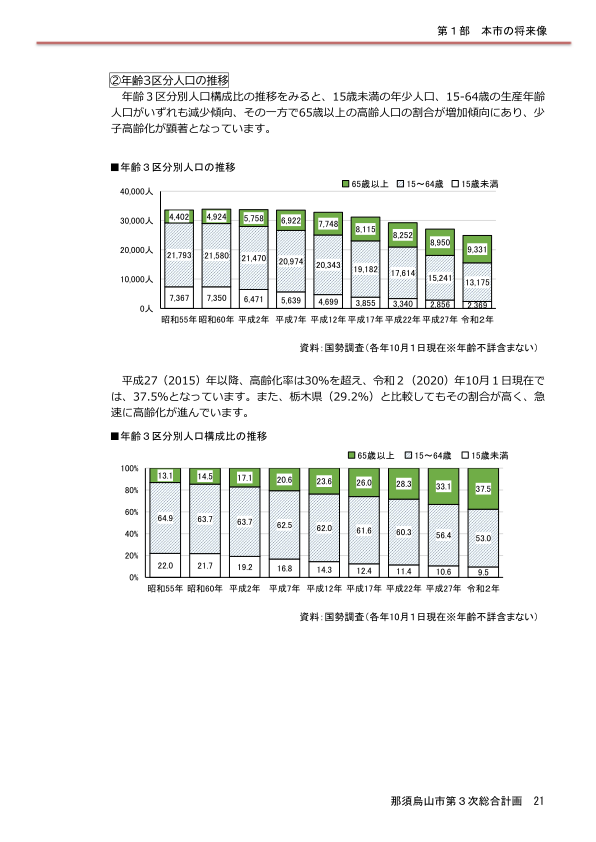 第１部　本市の将来像
②年齢3区分人口の推移
　年齢３区分別人口構成比の推移をみると、15歳未満の年少人口、15-64歳の生産年齢
人口がいずれも減少傾向、その一方で65歳以上の高齢人口の割合が増加傾向にあり、少
子高齢化が顕著となっています。
■年齢３区分別人口の推移
65歳以上　15～64歳　15歳未満
40,000人
30,000人
20,000人
10,000人
0人
4,402 4,924 5,758 6,922 7,748 8,115 8,252 8,950 9,331
21,793 21,580 21,470 20,974 20,343 19,182 17,614 15,241 13,175
7,367 7,350 6,471 5,639 4,699 3,855 3,340 2,856 2,369
昭和55年 昭和60年 平成2年 平成7年 平成12年 平成17年 平成22年 平成27年 令和2年
資料：国勢調査（各年10月1日現在※年齢不詳含まない）
　平成27（2015）年以降、高齢化率は30%を超え、令和２（2020）年10月１日現在で
は、37.5%となっています。また、栃木県（29.2%）と比較してもその割合が高く、急
速に高齢化が進んでいます。
■年齢３区分別人口構成比の推移
65歳以上　15～64歳　15歳未満
100%
80%
60%
40%
20%
0%
13.1 14.5 17.1 20.6 23.6 26.0 28.3 33.1 37.5
64.9 63.7 63.7 62.5 62.0 61.6 60.3 56.4 53.0
22.0 21.7 19.2 16.8 14.3 12.4 11.4 10.6 9.5
昭和55年 昭和60年 平成2年 平成7年 平成12年 平成17年 平成22年 平成27年 令和2年
資料：国勢調査（各年10月1日現在※年齢不詳含まない）
那須烏山市第３次総合計画　21